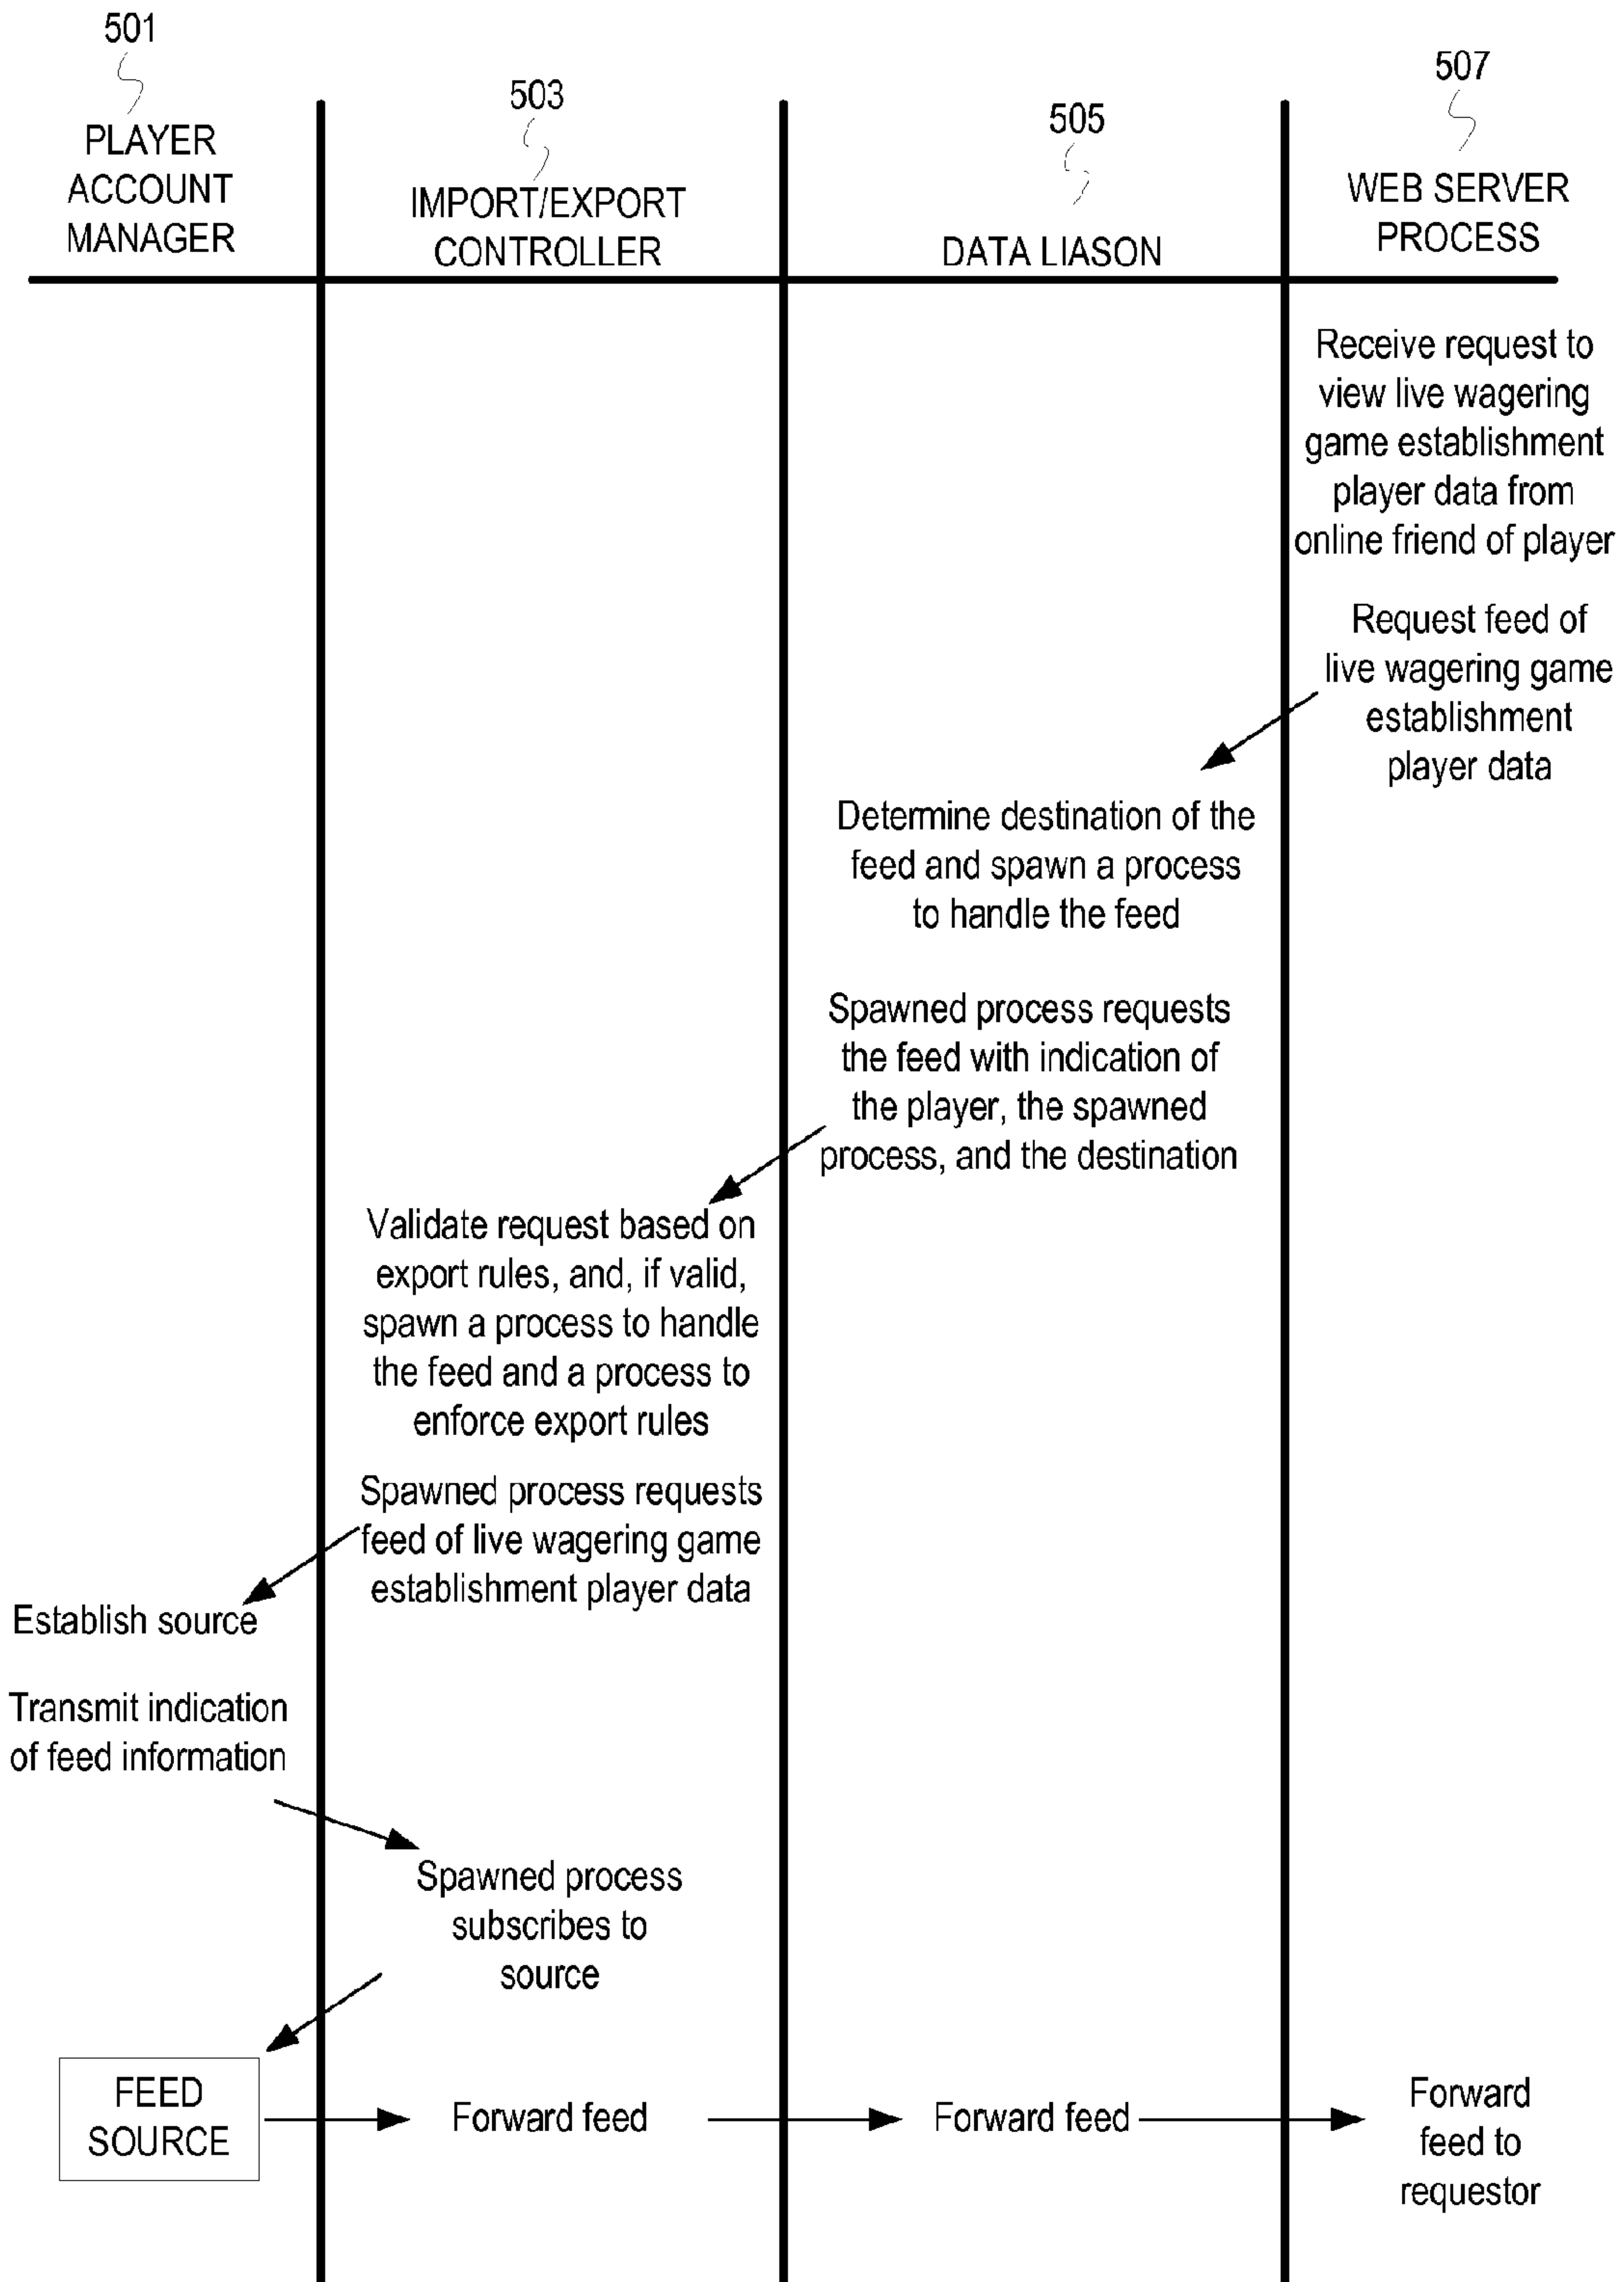 501
PLAYER
ACCOUNT
MANAGER
503
IMPORT/EXPORT
CONTROLLER
505
DATA LIASON
507
WEB SERVER
PROCESS
Receive request to
view live wagering
game establishment
player data from
online friend of player
Request feed of
live wagering game
establishment
player data
Determine destination of the
feed and spawn a process
to handle the feed
Spawned process requests
the feed with indication of
the player, the spawned
process, and the destination
Validate request based on
export rules, and, if valid,
spawn a process to handle
the feed and a process to
enforce export rules
Spawned process requests
feed of live wagering game
establishment player data
Establish source
Transmit indication
of feed information
Spawned process
subscribes to
source
FEED
SOURCE
Forward feed
Forward feed
Forward
feed to
requestor